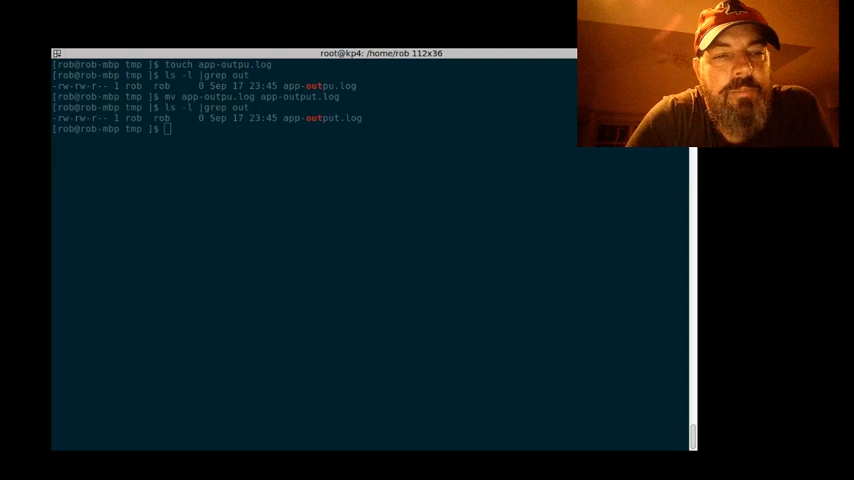 root@kp4: /home/rob 112x36
[rob@rob-mbp tmp ]$ touch app-outpu.log
[rob@rob-mbp tmp ]$ ls -l |grep out
-rw-rw-r-- 1 rob  rob     0 Sep 17 23:45 app-outpu.log
[rob@rob-mbp tmp ]$ mv app-outpu.log app-output.log
[rob@rob-mbp tmp ]$ ls -l |grep out
-rw-rw-r-- 1 rob  rob     0 Sep 17 23:45 app-output.log
[rob@rob-mbp tmp ]$